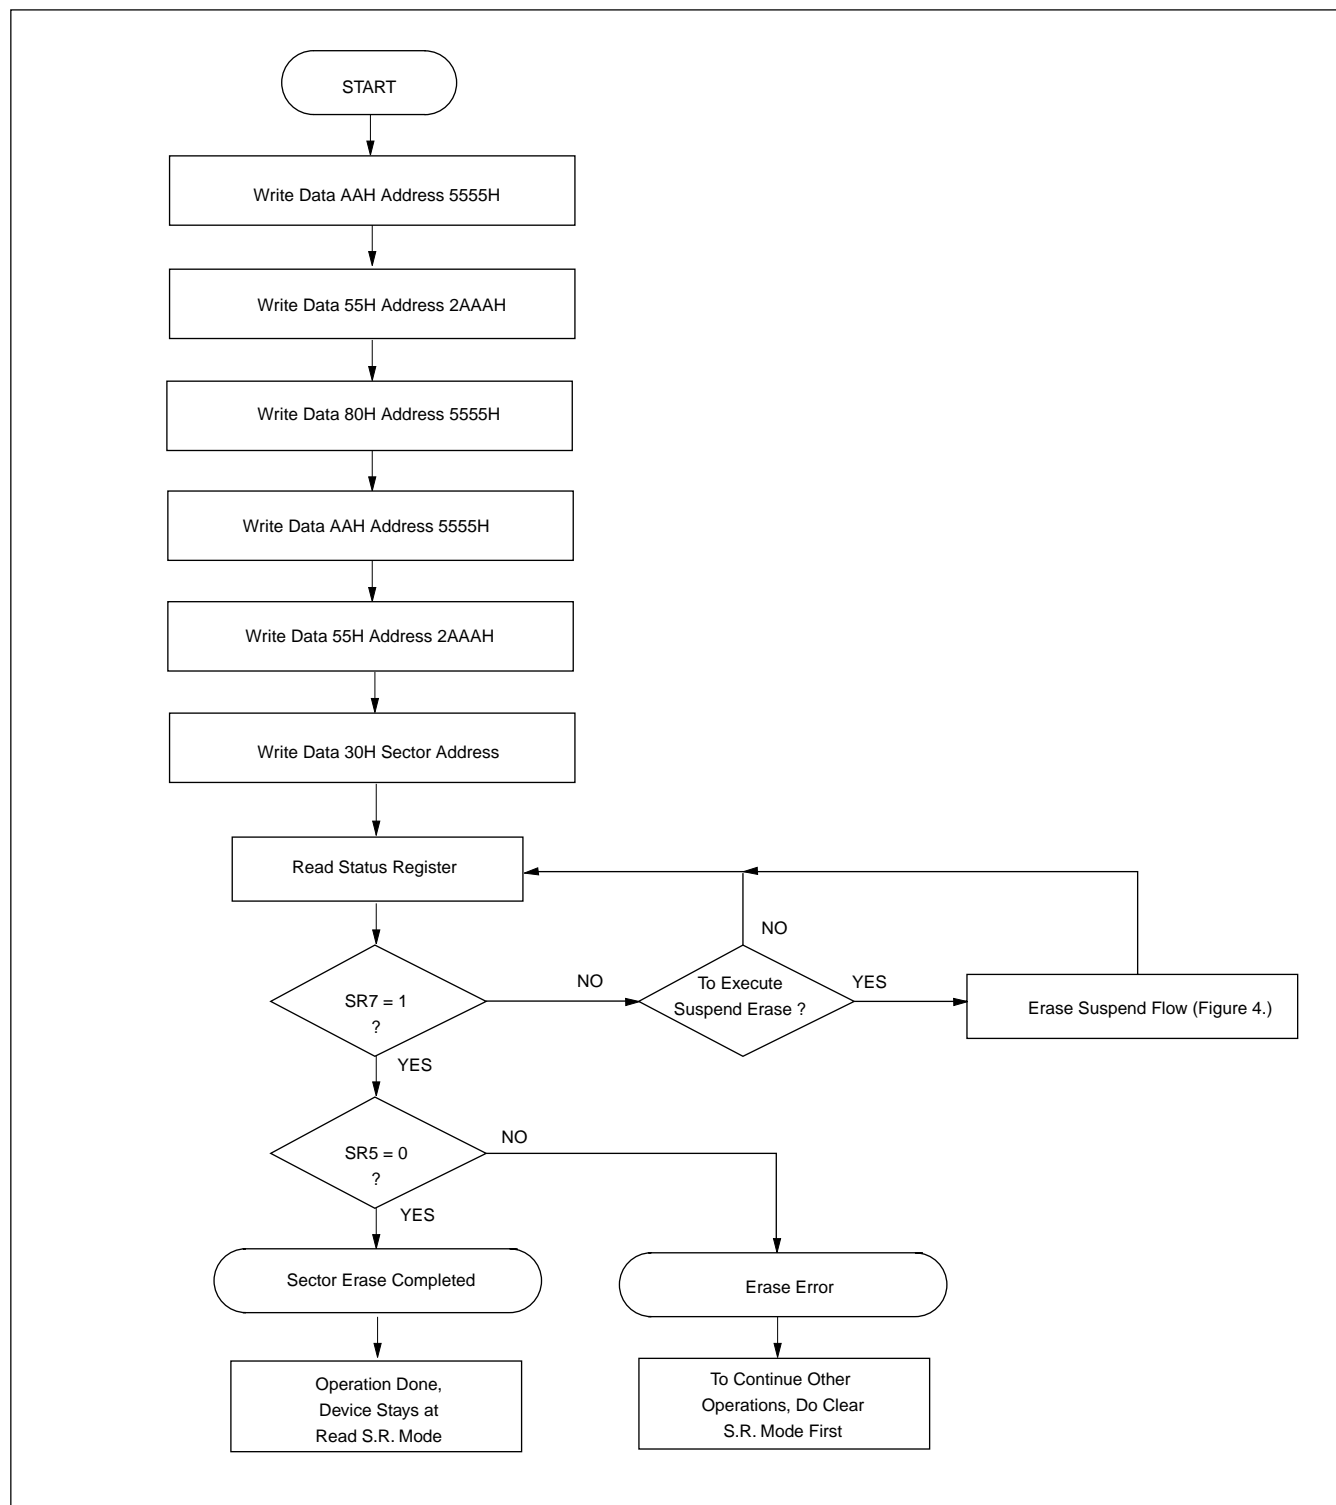 START
Write Data AAH Address 5555H
Write Data 55H Address 2AAAH
Write Data 80H Address 5555H
Write Data AAH Address 5555H
Write Data 55H Address 2AAAH
Write Data 30H Sector Address
Read Status Register
NO
SR7 = 1
?
NO
To Execute
Suspend Erase ?
YES
Erase Suspend Flow (Figure 4.)
YES
SR5 = 0
?
NO
YES
Sector Erase Completed
Erase Error
Operation Done,
Device Stays at
Read S.R. Mode
To Continue Other
Operations, Do Clear
S.R. Mode First